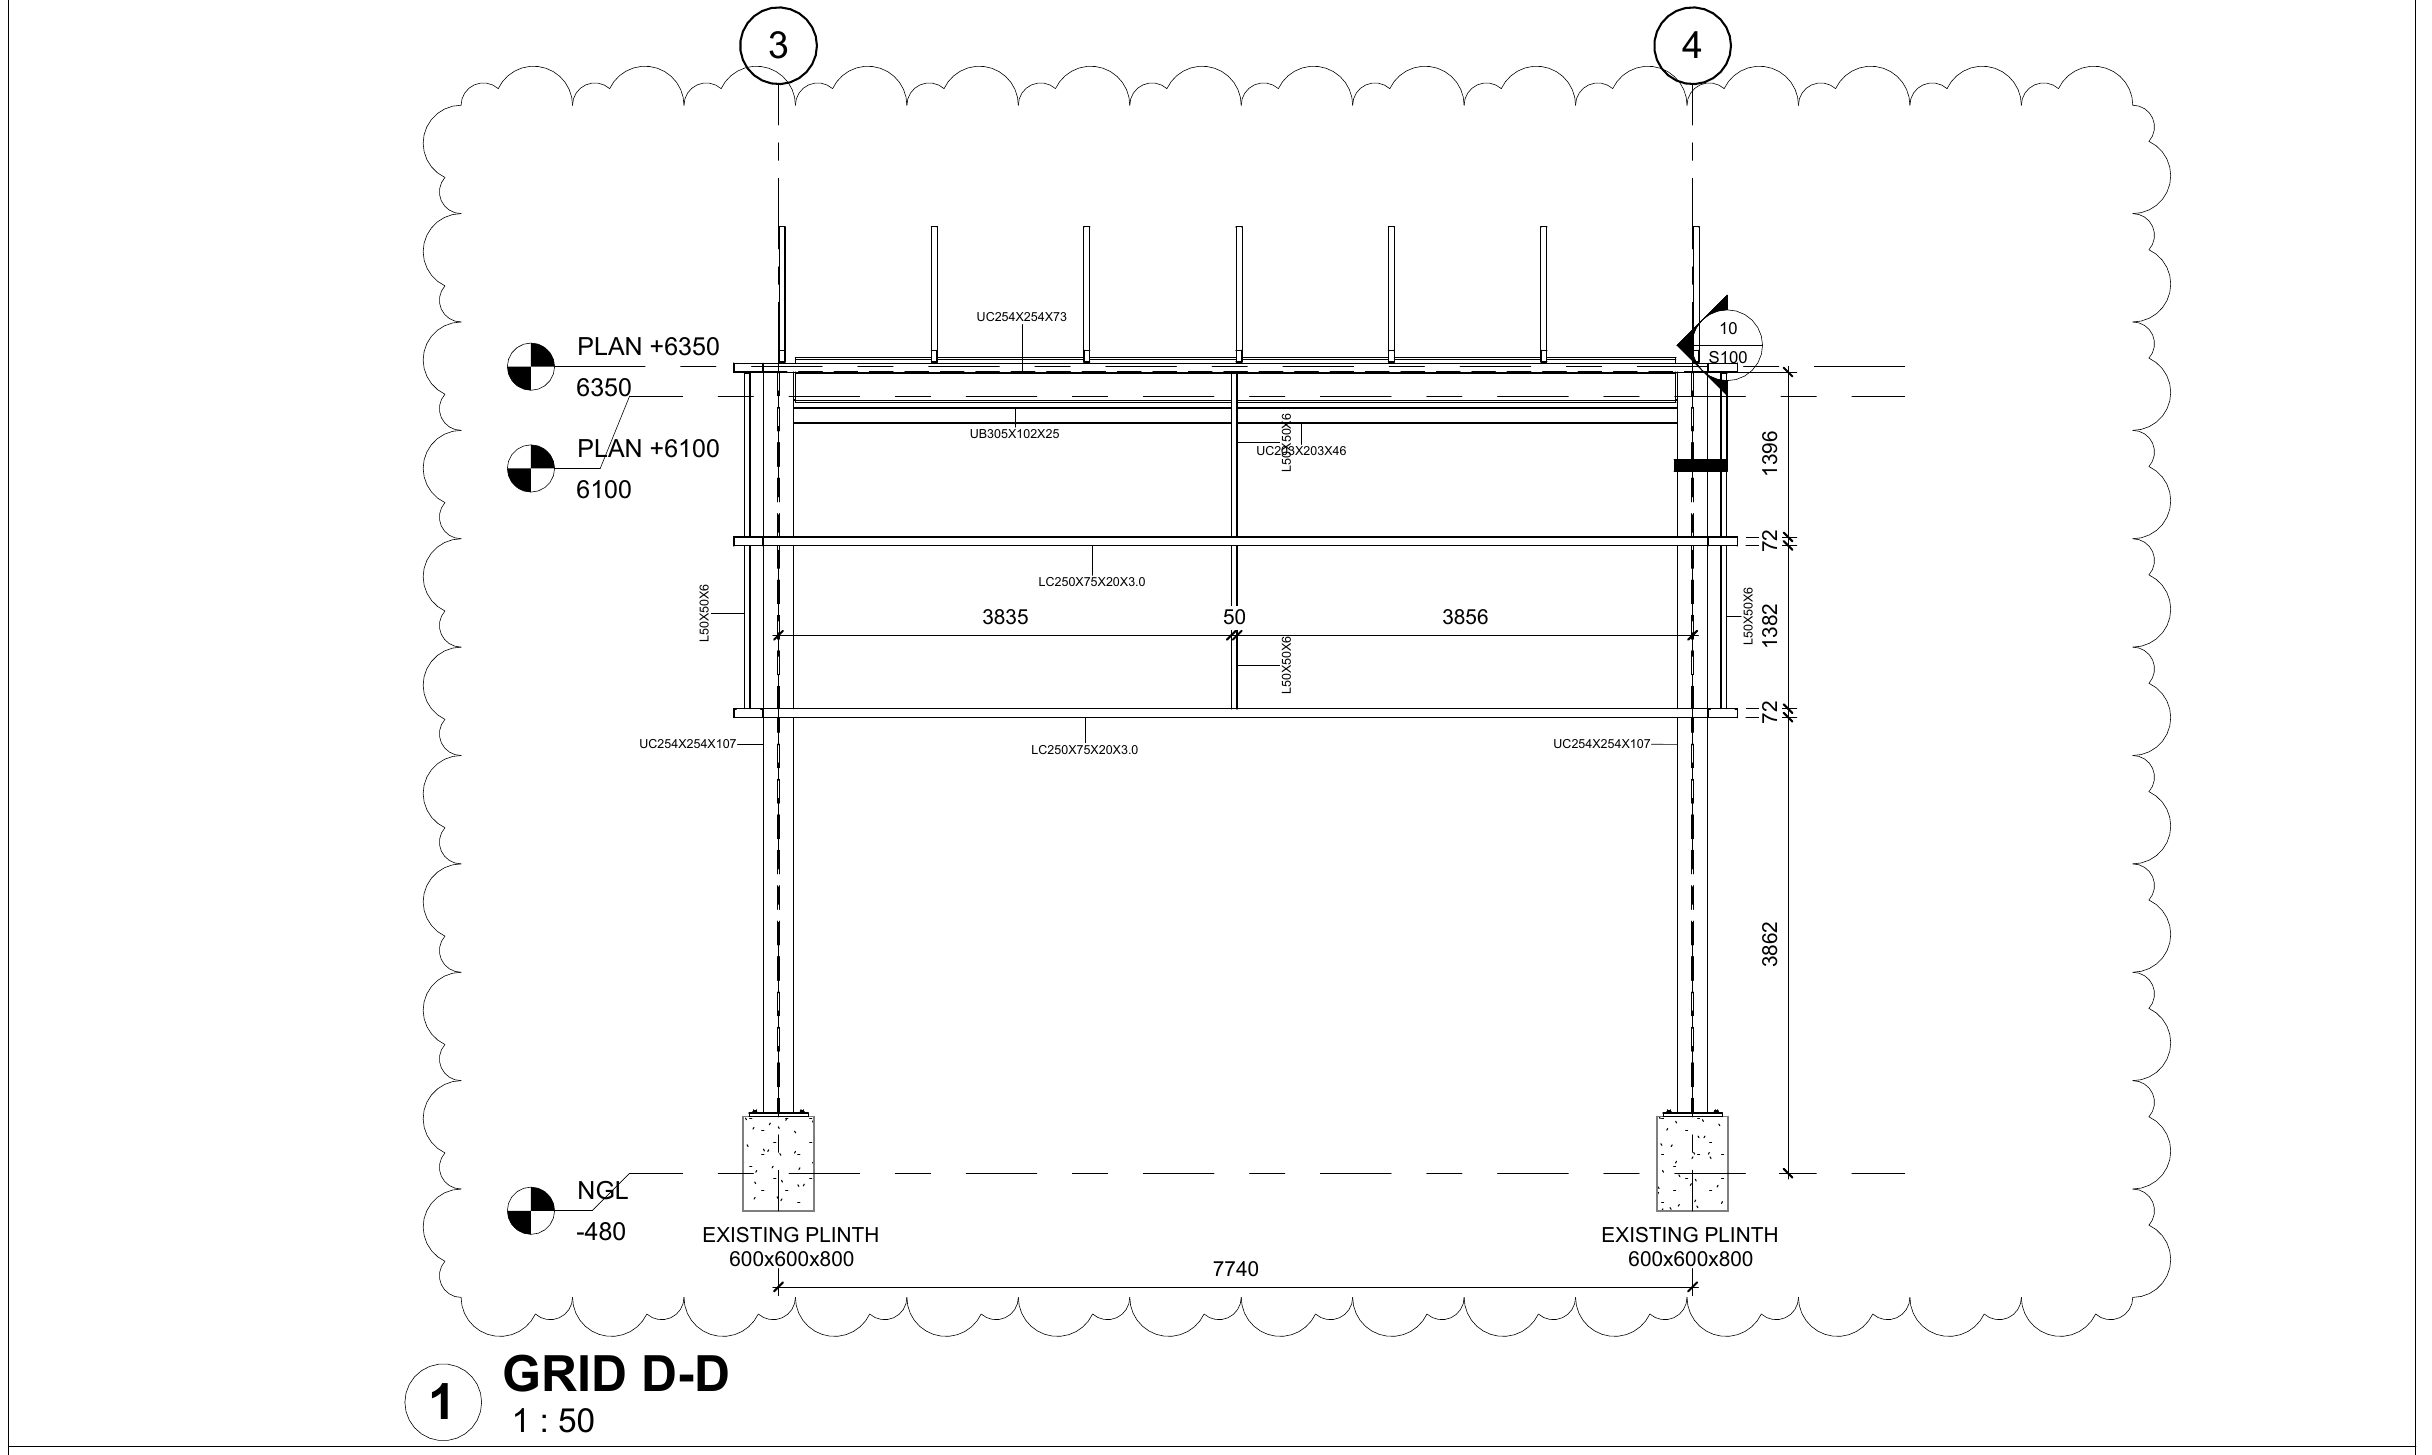 3
4
UC254X254X73
PLAN +6350
6350
10
S100
UB305X102X25
L50X50X6
UC203X203X46
PLAN +6100
6100
1396
72
LC250X75X20X3.0
L50X50X6
3835
50
3856
L50X50X6
1382
L50X50X6
72
UC254X254X107
LC250X75X20X3.0
UC254X254X107
3862
NGL
-480
EXISTING PLINTH
600x600x800
EXISTING PLINTH
600x600x800
7740
1
GRID D-D
1 : 50